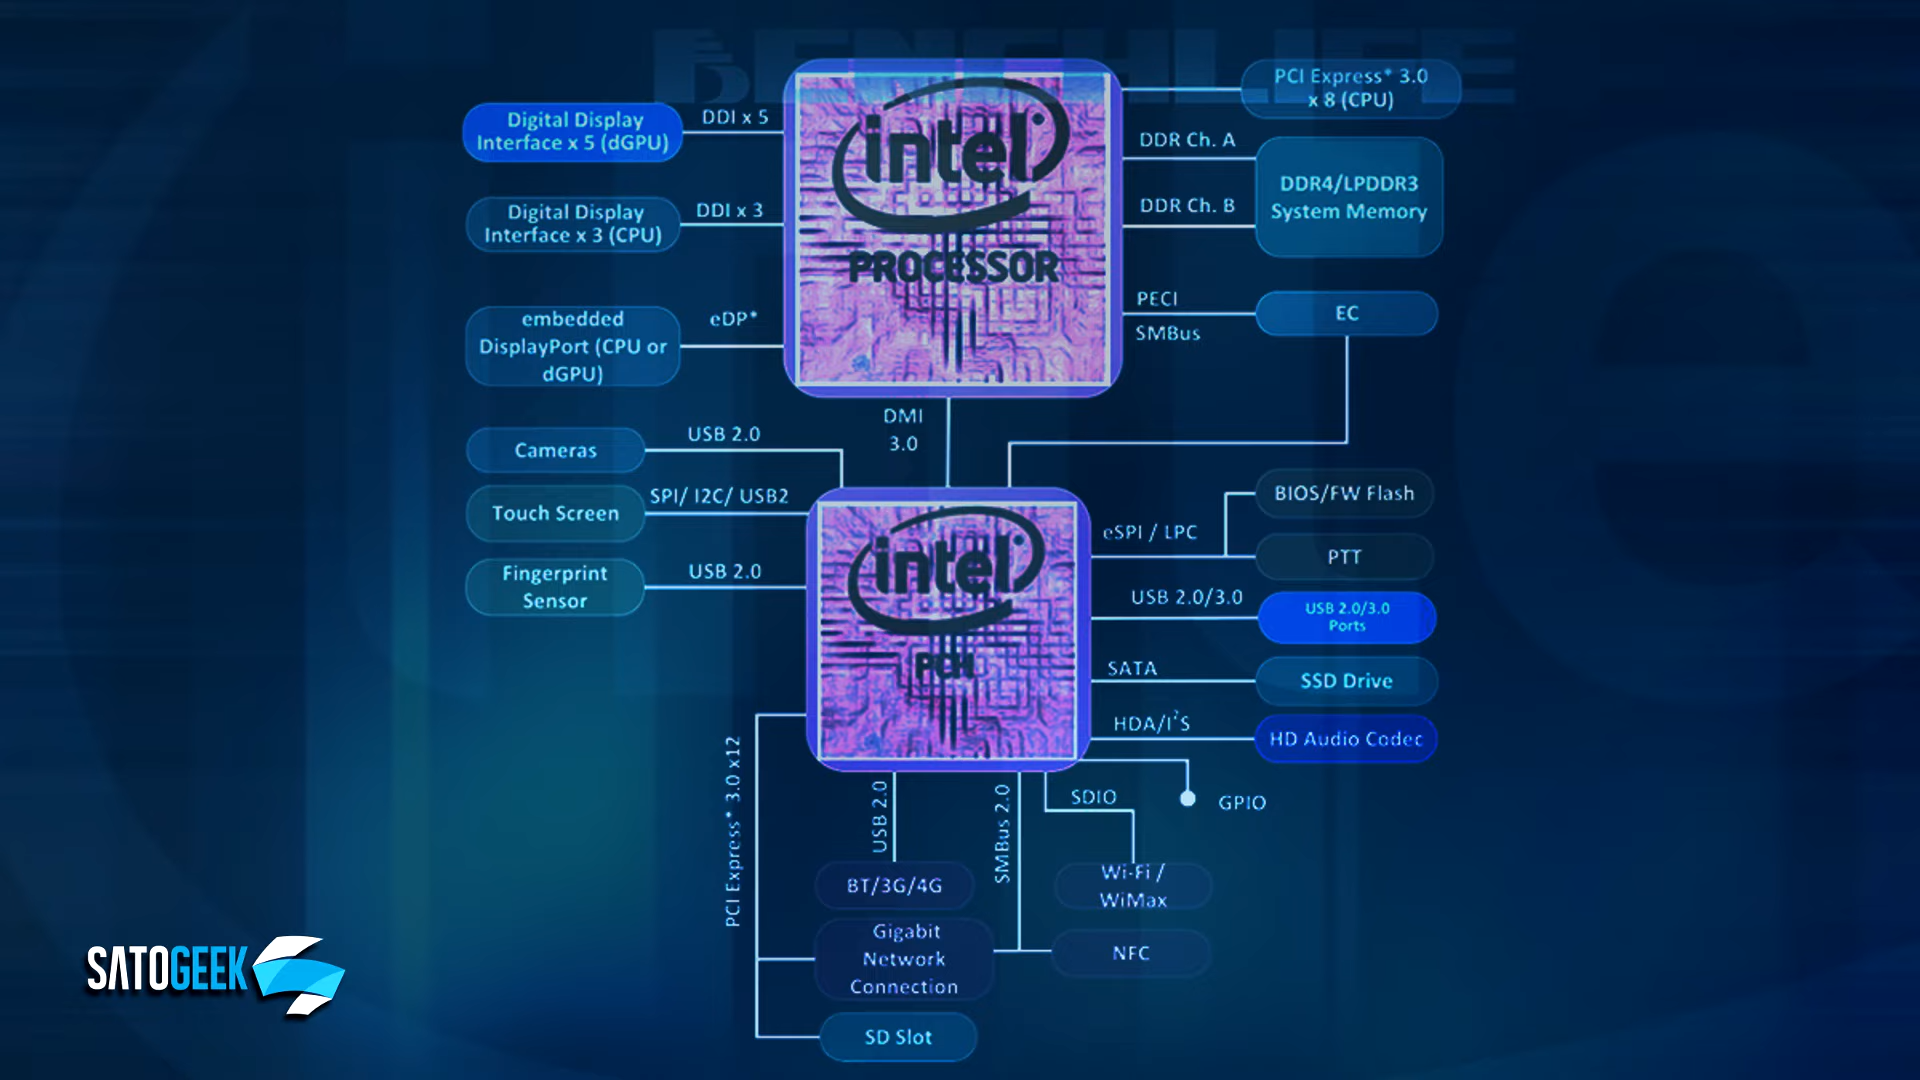 BENCHLIFE
intel
PROCESSOR
Digital Display
Interface x 5 (dGPU)
DDI x 5
Digital Display
Interface x 3 (CPU)
DDI x 3
embedded
DisplayPort (CPU or
dGPU)
eDP*
PCI Express* 3.0
x 8 (CPU)
DDR Ch. A
DDR Ch. B
DDR4/LPDDR3
System Memory
PECI
SMBus
EC
DMI
3.0
Cameras
USB 2.0
Touch Screen
SPI/ I2C/ USB2
Fingerprint
Sensor
USB 2.0
intel
PCH
eSPI / LPC
BIOS/FW Flash
PTT
USB 2.0/3.0
USB 2.0/3.0
Ports
SATA
SSD Drive
HDA/I²S
HD Audio Codec
GPIO
PCI Express* 3.0 x12
USB 2.0
SMBus 2.0
SDIO
BT/3G/4G
Wi-Fi /
WiMax
Gigabit
Network
Connection
NFC
SD Slot
SATOGEEK